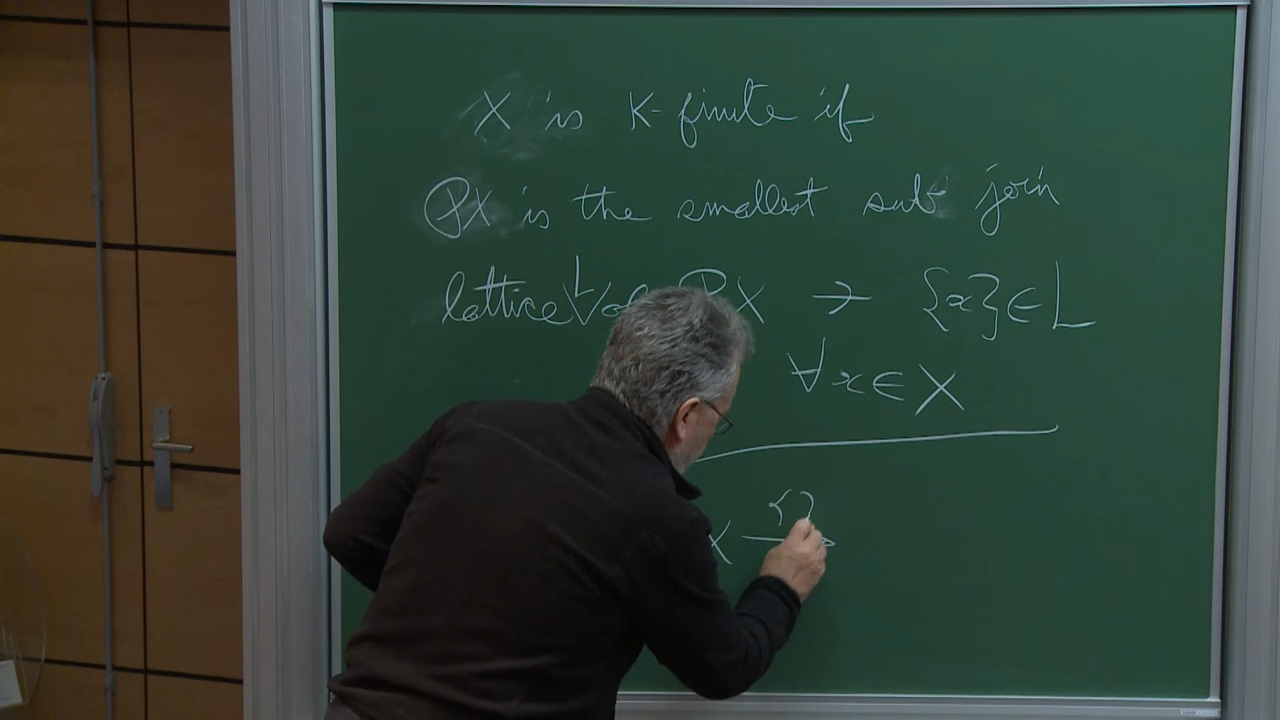 X is K-finite if
PX is the smallest sub join
lattice L of PX → {x} ∈ L
∀x ∈ X
X {} →